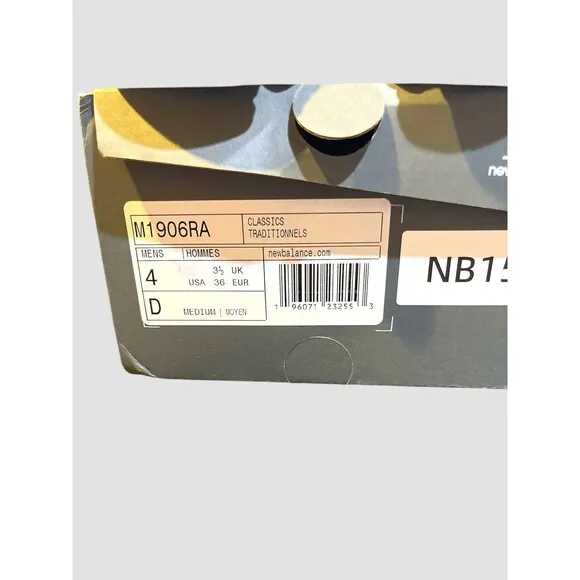 new
M1906RA
CLASSICS
TRADITIONNELS
MENS HOMMES
newbalance.com
4 3½ UK
USA 36 EUR
D MEDIUM | MOYEN
1 96071 23255 3
NB15